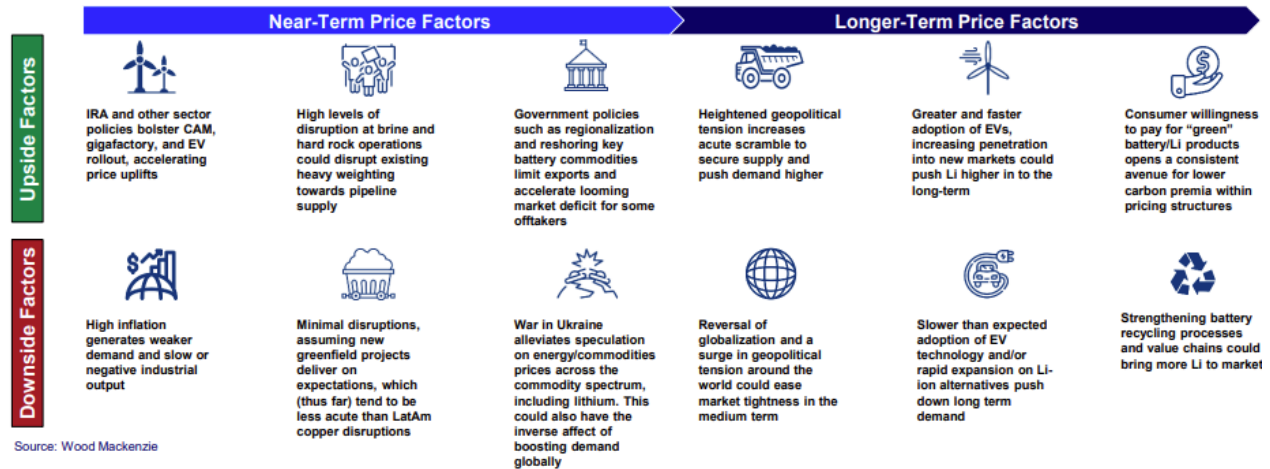 Near-Term Price Factors
Longer-Term Price Factors
Upside Factors
IRA and other sector
policies bolster CAM,
gigafactory, and EV
rollout, accelerating
price uplifts
High levels of
disruption at brine and
hard rock operations
could disrupt existing
heavy weighting
towards pipeline
supply
Government policies
such as regionalization
and reshoring key
battery commodities
limit exports and
accelerate looming
market deficit for some
offtakers
Heightened geopolitical
tension increases
acute scramble to
secure supply and
push demand higher
Greater and faster
adoption of EVs,
increasing penetration
into new markets could
push Li higher in to the
long-term
Consumer willingness
to pay for “green”
battery/Li products
opens a consistent
avenue for lower
carbon premia within
pricing structures
Downside Factors
High inflation
generates weaker
demand and slow or
negative industrial
output
Minimal disruptions,
assuming new
greenfield projects
deliver on
expectations, which
(thus far) tend to be
less acute than LatAm
copper disruptions
War in Ukraine
alleviates speculation
on energy/commodities
prices across the
commodity spectrum,
including lithium. This
could also have the
inverse affect of
boosting demand
globally
Reversal of
globalization and a
surge in geopolitical
tension around the
world could ease
market tightness in the
medium term
Slower than expected
adoption of EV
technology and/or
rapid expansion on Li-
ion alternatives push
down long term
demand
Strengthening battery
recycling processes
and value chains could
bring more Li to market
Source: Wood Mackenzie